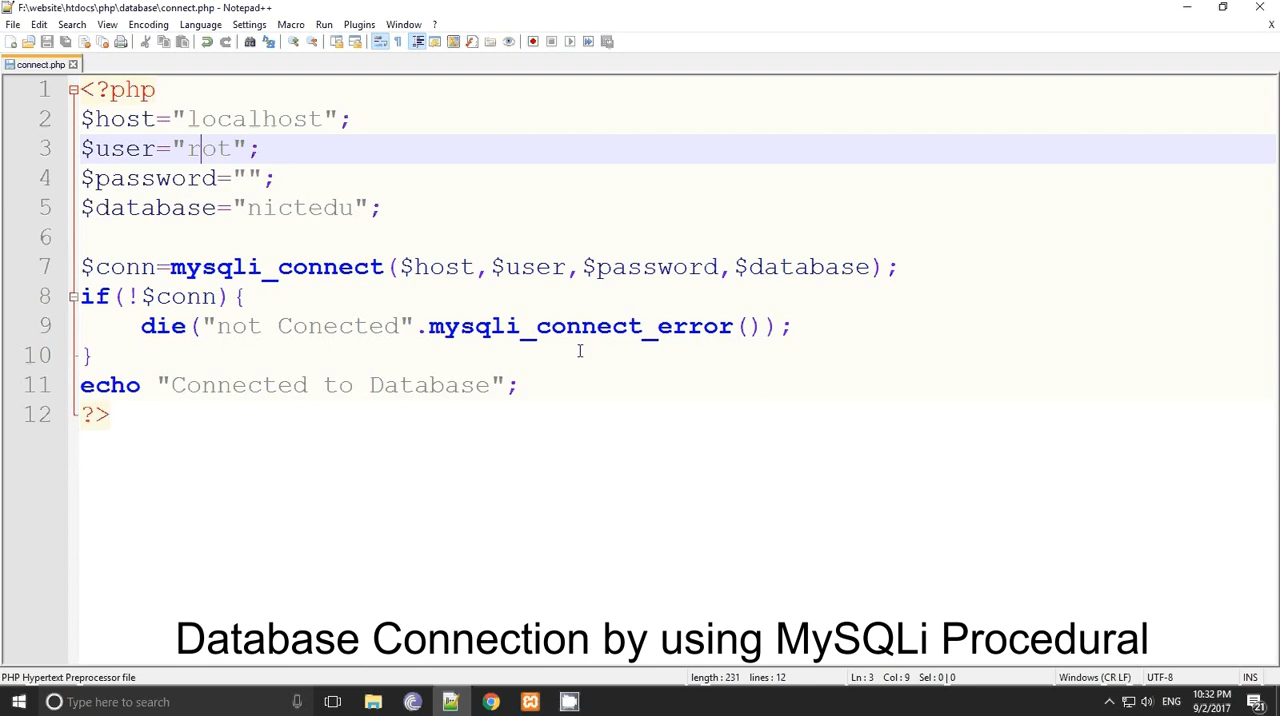 F:\website\htdocs\php\database\connect.php - Notepad++
File Edit Search View Encoding Language Settings Macro Run Plugins Window ?
X
connect.php
1 <?php
2 $host="localhost";
3 $user="rot";
4 $password="";
5 $database="nictedu";
6
7 $conn=mysqli_connect($host,$user,$password,$database);
8 if(!$conn){
9 die("not Conected".mysqli_connect_error());
10 }
11 echo "Connected to Database";
12 ?>
Database Connection by using MySQLi Procedural
PHP Hypertext Preprocessor file length : 231 lines : 12 Ln : 3 Col : 9 Sel : 0 | 0 Windows (CR LF) UTF-8 INS
Type here to search ENG 10:32 PM
9/2/2017 21